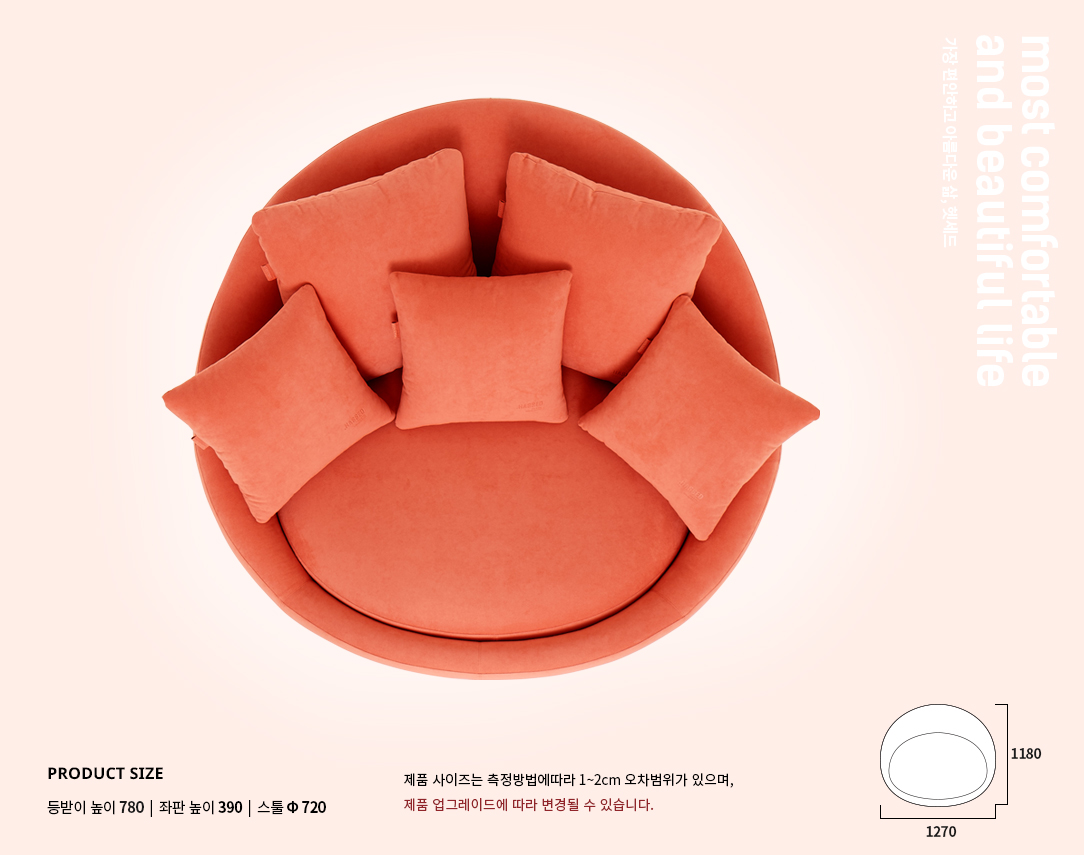 most comfortable
and beautiful life
가장 편안하고 아름다운 삶, 헷세드
PRODUCT SIZE
등받이 높이 780 | 좌판 높이 390 | 스툴 Φ 720
제품 사이즈는 측정방법에따라 1~2cm 오차범위가 있으며,
제품 업그레이드에 따라 변경될 수 있습니다.
1180
1270